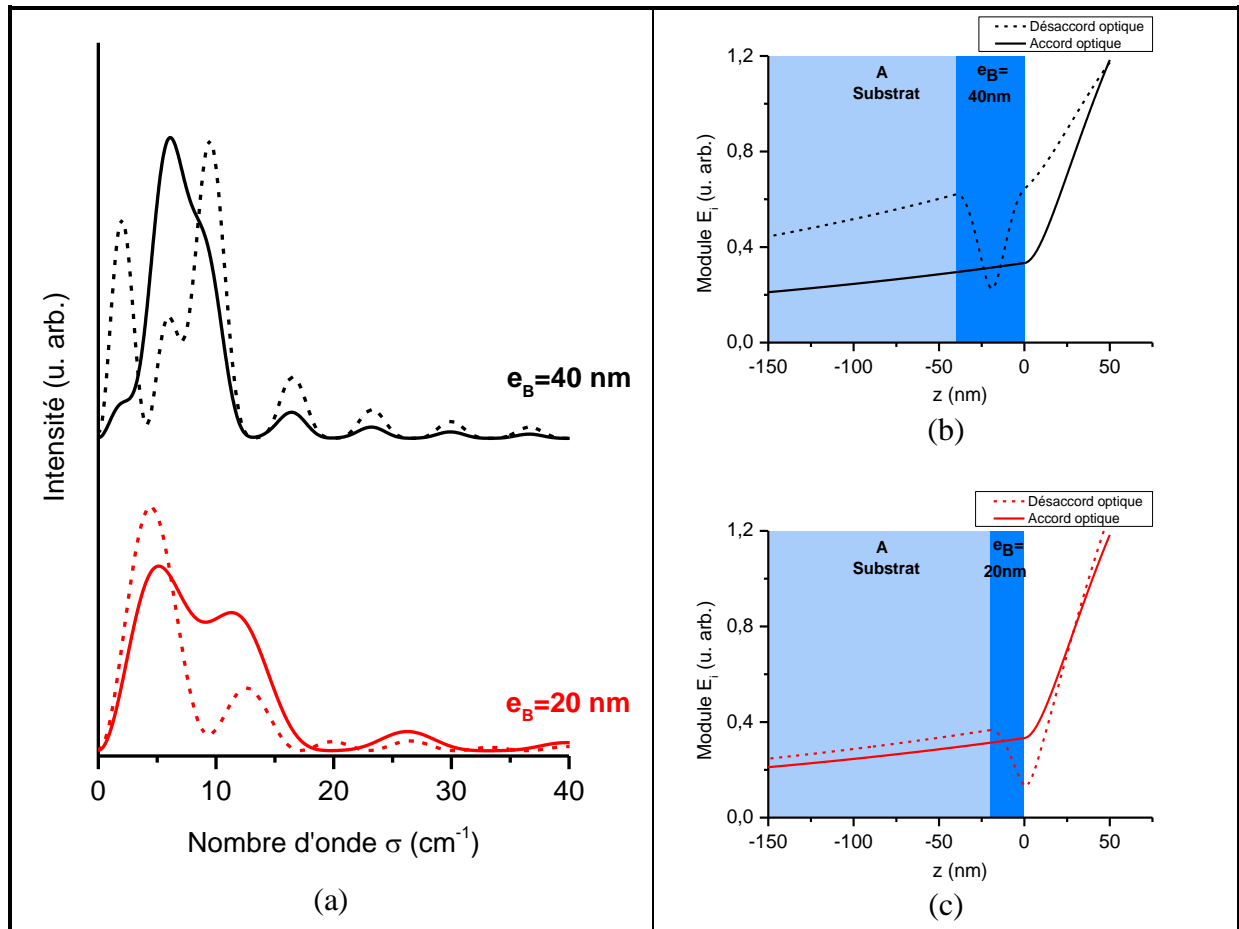 Intensité (u. arb.)
e_B=40 nm
e_B=20 nm
0 10 20 30 40
Nombre d'onde σ (cm⁻¹)
(a)
Désaccord optique
Accord optique
1,2
0,8
0,4
0,0
Module E_i (u. arb.)
A
Substrat
e_B=
40nm
-150 -100 -50 0 50
z (nm)
(b)
Désaccord optique
Accord optique
1,2
0,8
0,4
0,0
Module E_i (u. arb.)
A
Substrat
e_B=
20nm
-150 -100 -50 0 50
z (nm)
(c)